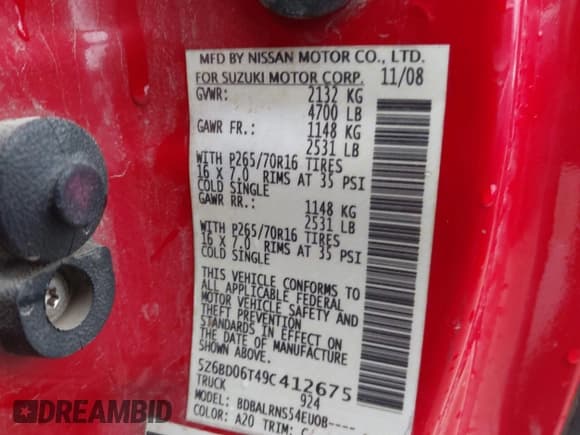 MFD BY NISSAN MOTOR CO., LTD.
FOR SUZUKI MOTOR CORP. 11/08
GVWR: 2132 KG
4700 LB
GAWR FR.: 1148 KG
2531 LB
WITH P265/70R16 TIRES
16 X 7.0 RIMS AT 35 PSI
COLD SINGLE
GAWR RR.: 1148 KG
2531 LB
WITH P265/70R16 TIRES
16 X 7.0 RIMS AT 35 PSI
COLD SINGLE
THIS VEHICLE CONFORMS TO
ALL APPLICABLE FEDERAL
MOTOR VEHICLE SAFETY AND
THEFT PREVENTION
STANDARDS IN EFFECT ON
THE DATE OF MANUFACTURE
SHOWN ABOVE.
5Z6BD06T49C412675
TRUCK 924
MODEL: BDBALRNS54EU0B----
COLOR: A20 TRIM:
autobidmaster